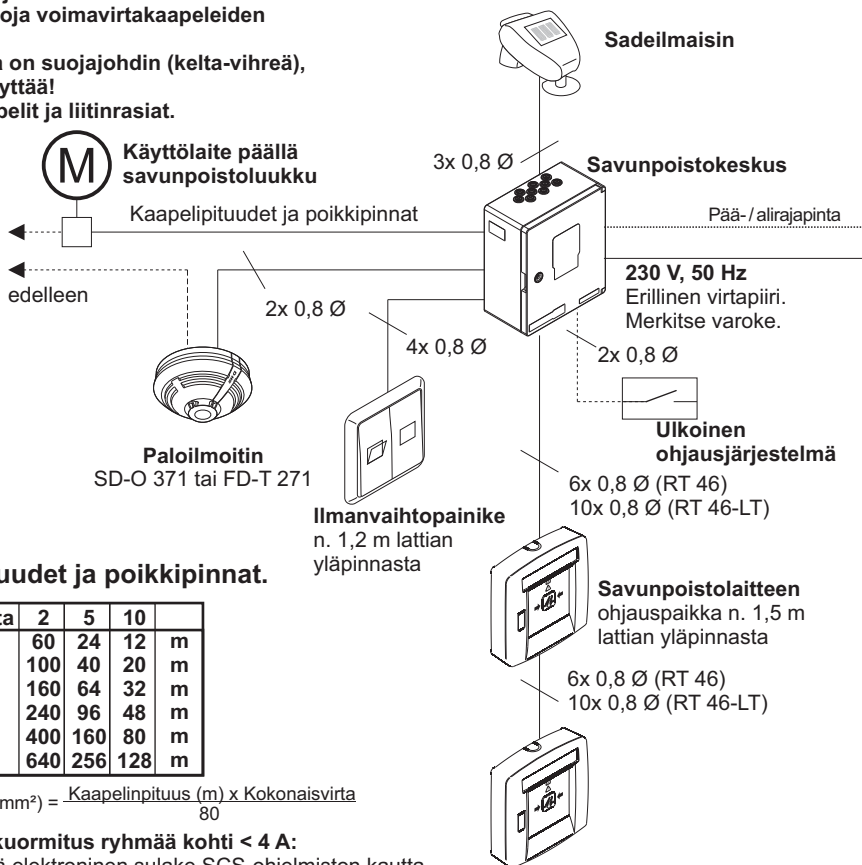 oja voimavirtakaapeleiden
on suojajohdin (kelta-vihreä),
pelit ja liitinrasiat.
Sadeilmaisin
M
Käyttölaite päällä
savunpoistoluukku
3x 0,8 Ø
Savunpoistokeskus
Kaapelipituudet ja poikkipinnat
Pää- / alirajapinta
edelleen
2x 0,8 Ø
230 V, 50 Hz
Erillinen virtapiiri.
Merkitse varoke.
4x 0,8 Ø
2x 0,8 Ø
Paloilmoitin
SD-O 371 tai FD-T 271
Ulkoinen
ohjausjärjestelmä
Ilmanvaihtopainike
n. 1,2 m lattian
yläpinnasta
6x 0,8 Ø (RT 46)
10x 0,8 Ø (RT 46-LT)
uudet ja poikkipinnat.
ta 2 5 10
60 24 12 m
100 40 20 m
160 64 32 m
240 96 48 m
400 160 80 m
640 256 128 m
Savunpoistolaitteen
ohjauspaikka n. 1,5 m
lattian yläpinnasta
6x 0,8 Ø (RT 46)
10x 0,8 Ø (RT 46-LT)
mm²) = Kaapelinpituus (m) x Kokonaisvirta
80
kuormitus ryhmää kohti < 4 A:
elektroninen sulake SCS-ohjelmiston kautta